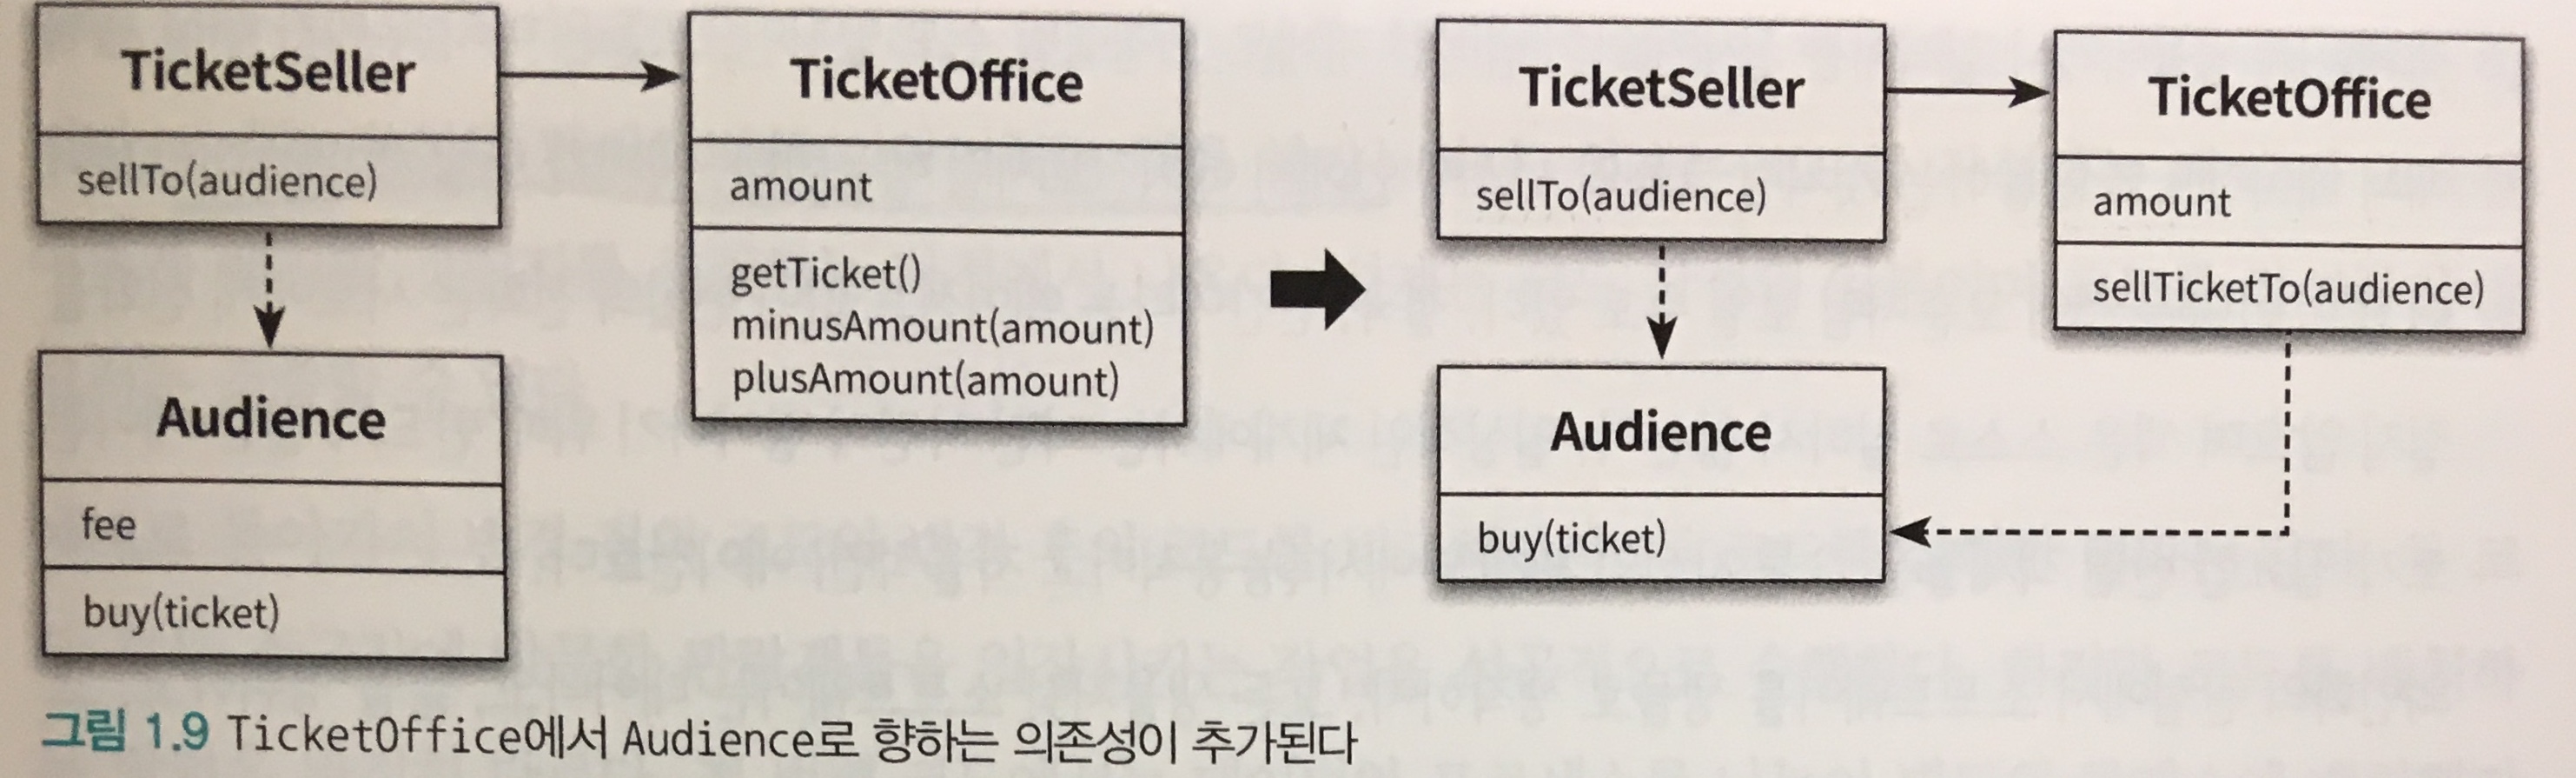 TicketSeller
sellTo(audience)
Audience
fee
buy(ticket)
TicketOffice
amount
getTicket()
minusAmount(amount)
plusAmount(amount)
TicketSeller
sellTo(audience)
Audience
buy(ticket)
TicketOffice
amount
sellTicketTo(audience)
그림 1.9 TicketOffice에서 Audience로 향하는 의존성이 추가된다